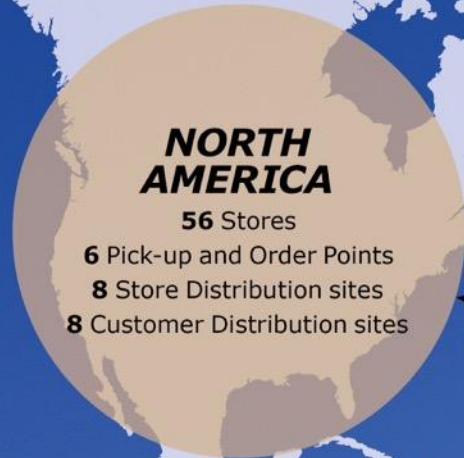 NORTH
AMERICA
56 Stores
6 Pick-up and Order Points
8 Store Distribution sites
8 Customer Distribution sites